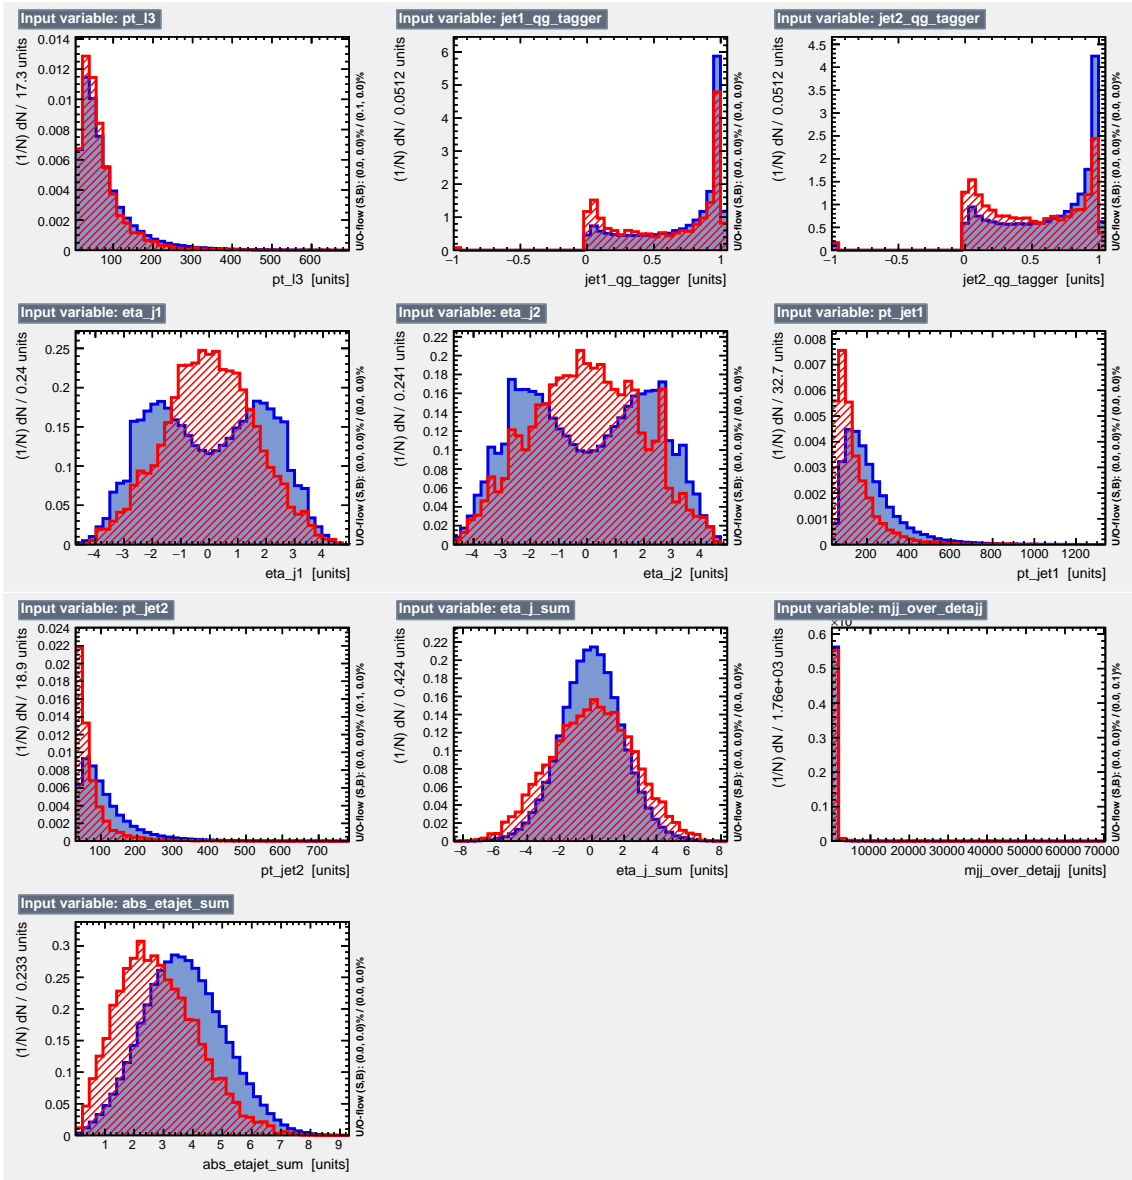 Input variable: pt_l3
(1/N) dN / 17.3 units
0.014
0.012
0.01
0.008
0.006
0.004
0.002
0
100 200 300 400 500 600
pt_l3 [units]
U/O-flow (S,B): (0.0, 0.0)% / (0.1, 0.0)%
Input variable: jet1_qg_tagger
(1/N) dN / 0.0512 units
6
5
4
3
2
1
0
−1 −0.5 0 0.5 1
jet1_qg_tagger [units]
U/O-flow (S,B): (0.0, 0.0)% / (0.0, 0.0)%
Input variable: jet2_qg_tagger
(1/N) dN / 0.0512 units
4.5
4
3.5
3
2.5
2
1.5
1
0.5
0
−1 −0.5 0 0.5 1
jet2_qg_tagger [units]
U/O-flow (S,B): (0.0, 0.0)% / (0.0, 0.0)%
Input variable: eta_j1
(1/N) dN / 0.24 units
0.25
0.2
0.15
0.1
0.05
0
−4 −3 −2 −1 0 1 2 3 4
eta_j1 [units]
U/O-flow (S,B): (0.0, 0.0)% / (0.0, 0.0)%
Input variable: eta_j2
(1/N) dN / 0.241 units
0.22
0.2
0.18
0.16
0.14
0.12
0.1
0.08
0.06
0.04
0.02
0
−4 −3 −2 −1 0 1 2 3 4
eta_j2 [units]
U/O-flow (S,B): (0.0, 0.0)% / (0.0, 0.0)%
Input variable: pt_jet1
(1/N) dN / 32.7 units
0.008
0.007
0.006
0.005
0.004
0.003
0.002
0.001
0
200 400 600 800 1000 1200
pt_jet1 [units]
U/O-flow (S,B): (0.0, 0.0)% / (0.0, 0.0)%
Input variable: pt_jet2
(1/N) dN / 18.9 units
0.024
0.022
0.02
0.018
0.016
0.014
0.012
0.01
0.008
0.006
0.004
0.002
0
100 200 300 400 500 600 700
pt_jet2 [units]
U/O-flow (S,B): (0.0, 0.0)% / (0.1, 0.0)%
Input variable: eta_j_sum
(1/N) dN / 0.424 units
0.22
0.2
0.18
0.16
0.14
0.12
0.1
0.08
0.06
0.04
0.02
0
−8 −6 −4 −2 0 2 4 6 8
eta_j_sum [units]
U/O-flow (S,B): (0.0, 0.0)% / (0.0, 0.0)%
Input variable: mjj_over_detajj
(1/N) dN / 1.76e+03 units
0.6
0.5
0.4
0.3
0.2
0.1
0
10000 20000 30000 40000 50000 60000 70000
mjj_over_detajj [units]
U/O-flow (S,B): (0.0, 0.0)% / (0.0, 0.1)%
Input variable: abs_etajet_sum
(1/N) dN / 0.233 units
0.3
0.25
0.2
0.15
0.1
0.05
0
1 2 3 4 5 6 7 8 9
abs_etajet_sum [units]
U/O-flow (S,B): (0.0, 0.0)% / (0.0, 0.0)%